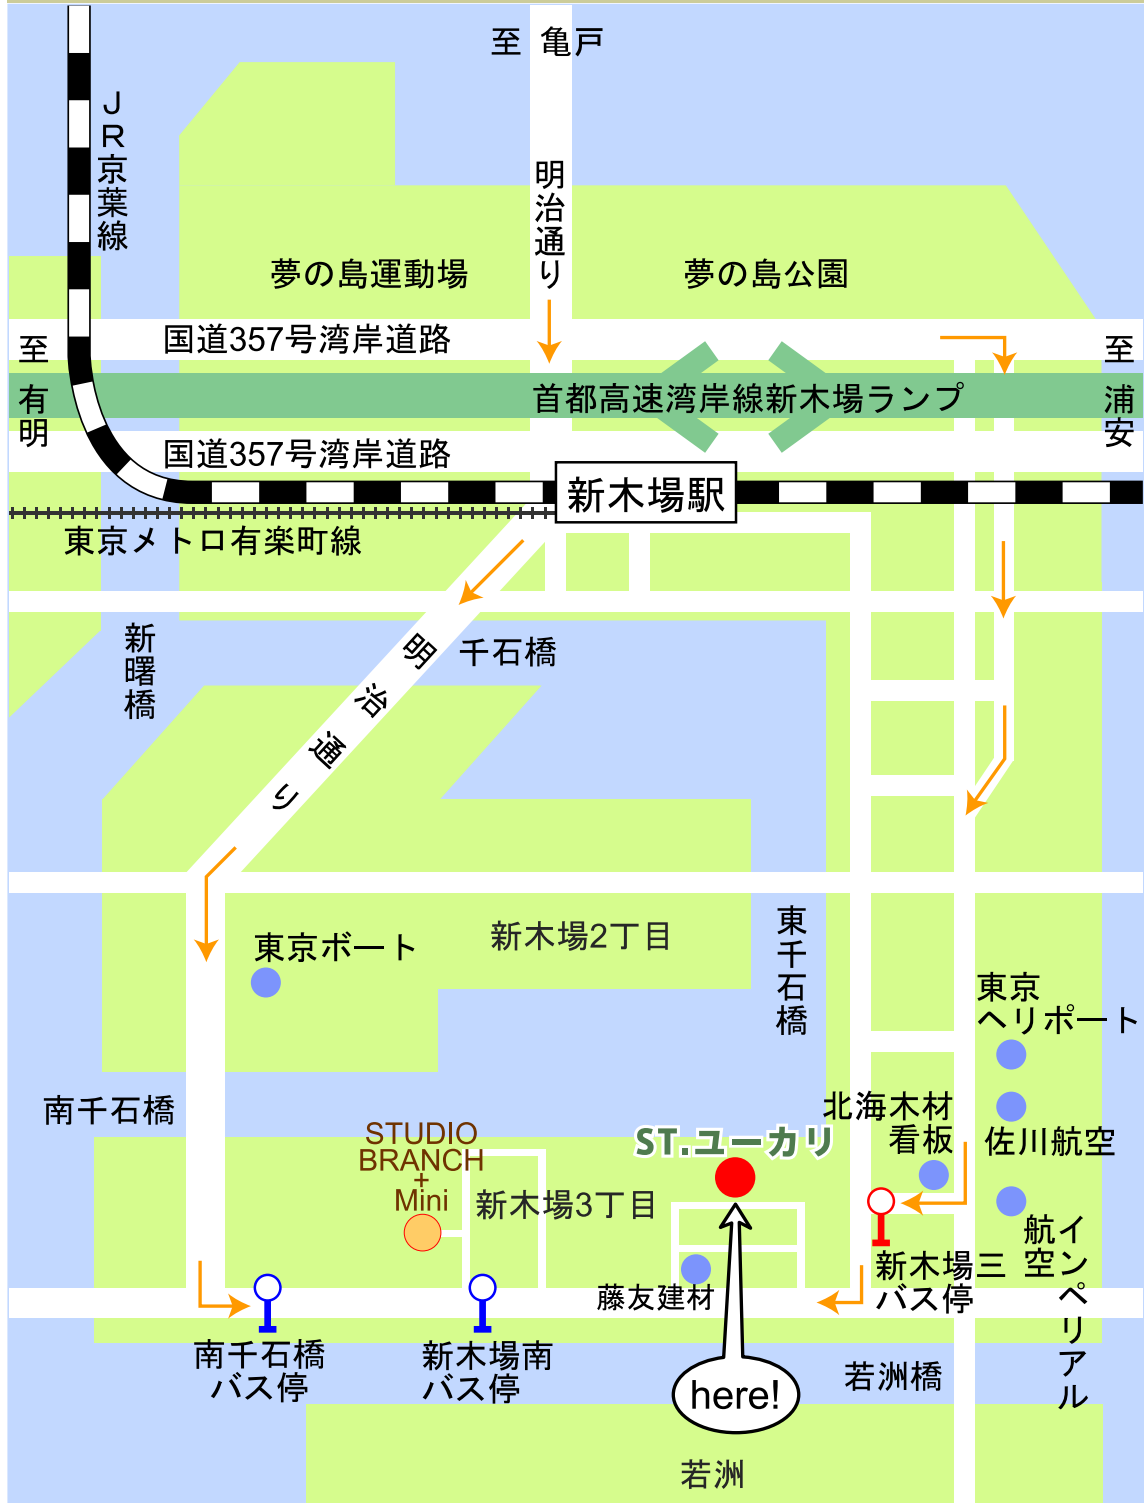 至 亀戸
JR京葉線
明治通り
夢の島運動場
夢の島公園
国道357号湾岸道路
至 有明
至 浦安
首都高速湾岸線新木場ランプ
国道357号湾岸道路
新木場駅
東京メトロ有楽町線
新曙橋
千石橋
明治通り
新木場2丁目
東京ボート
東千石橋
東京
ヘリポート
南千石橋
北海木材
看板
佐川航空
STUDIO
BRANCH
+
Mini
ST.ユーカリ
新木場3丁目
インペリアル
航空
新木場三
バス停
藤友建材
南千石橋
バス停
新木場南
バス停
若洲橋
here!
若洲